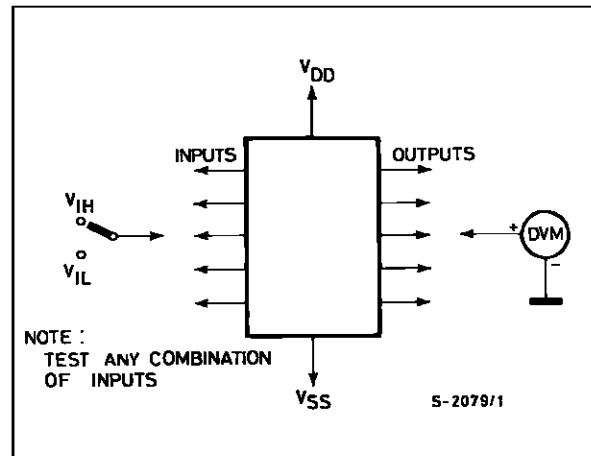 VDD
INPUTS
OUTPUTS
VIH
VIL
+
DVM
-
NOTE :
TEST ANY COMBINATION
OF INPUTS
VSS
S-2079/1